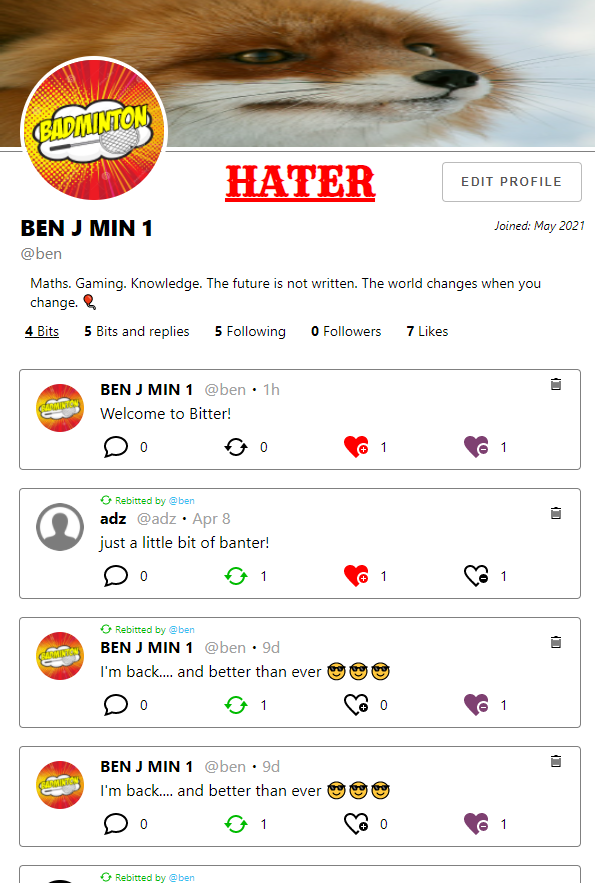 BADMINTON
HATER
EDIT PROFILE
BEN J MIN 1
Joined: May 2021
@ben
Maths. Gaming. Knowledge. The future is not written. The world changes when you
change. 🎈
4 Bits 5 Bits and replies 5 Following 0 Followers 7 Likes
BADMINTON
BEN J MIN 1 @ben • 1h
Welcome to Bitter!
0 0 1 1
Rebitted by @ben
adz @adz • Apr 8
just a little bit of banter!
0 1 1 1
Rebitted by @ben
BADMINTON
BEN J MIN 1 @ben • 9d
I'm back.... and better than ever 😎😎😎
0 1 0 1
BADMINTON
BEN J MIN 1 @ben • 9d
I'm back.... and better than ever 😎😎😎
0 1 0 1
Rebitted by @ben